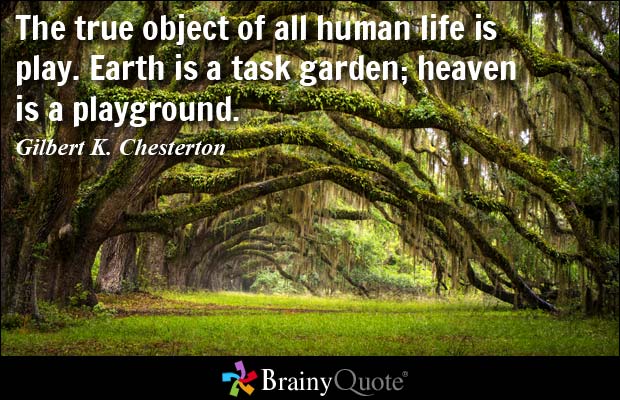 The true object of all human life is
play. Earth is a task garden; heaven
is a playground.
Gilbert K. Chesterton
BrainyQuote®